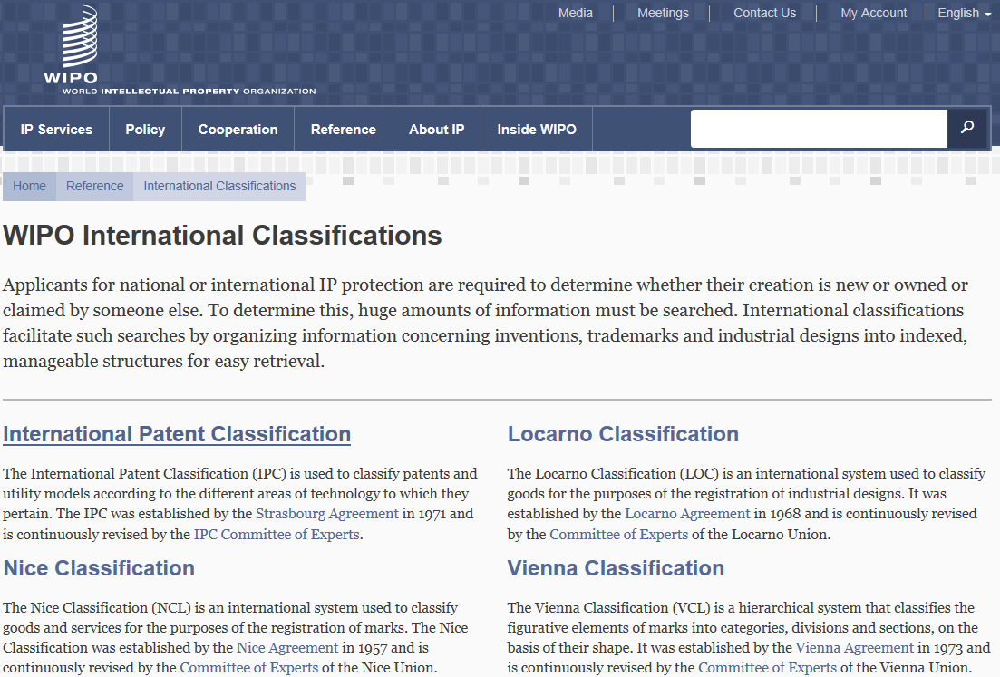 Media
Meetings
Contact Us
My Account
English
WIPO
WORLD INTELLECTUAL PROPERTY ORGANIZATION
IP Services
Policy
Cooperation
Reference
About IP
Inside WIPO
Home
Reference
International Classifications
WIPO International Classifications
Applicants for national or international IP protection are required to determine whether their creation is new or owned or
claimed by someone else. To determine this, huge amounts of information must be searched. International classifications
facilitate such searches by organizing information concerning inventions, trademarks and industrial designs into indexed,
manageable structures for easy retrieval.
International Patent Classification
The International Patent Classification (IPC) is used to classify patents and
utility models according to the different areas of technology to which they
pertain. The IPC was established by the Strasbourg Agreement in 1971 and
is continuously revised by the IPC Committee of Experts.
Locarno Classification
The Locarno Classification (LOC) is an international system used to classify
goods for the purposes of the registration of industrial designs. It was
established by the Locarno Agreement in 1968 and is continuously revised
by the Committee of Experts of the Locarno Union.
Nice Classification
The Nice Classification (NCL) is an international system used to classify
goods and services for the purposes of the registration of marks. The Nice
Classification was established by the Nice Agreement in 1957 and is
continuously revised by the Committee of Experts of the Nice Union.
Vienna Classification
The Vienna Classification (VCL) is a hierarchical system that classifies the
figurative elements of marks into categories, divisions and sections, on the
basis of their shape. It was established by the Vienna Agreement in 1973 and
is continuously revised by the Committee of Experts of the Vienna Union.